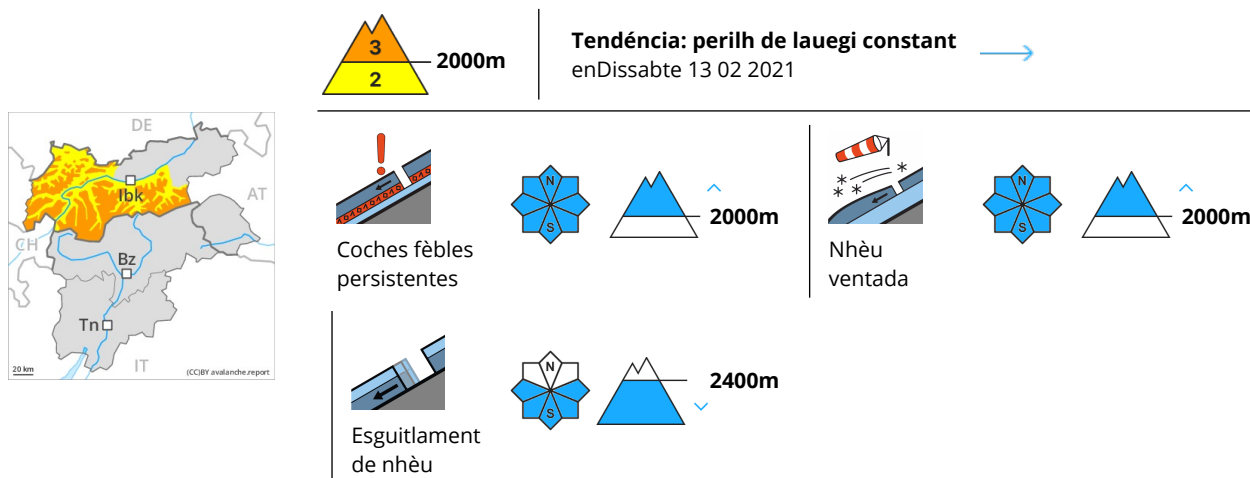 3
2
2000m
Tendéncia: perilh de lauegi constant
enDissabte 13 02 2021
DE
AT
CH
IT
Ibk
Bz
Tn
20 km
(CC)BY avalanche.report
Coches fèbles
persistentes
N
S
2000m
Nhèu
ventada
N
S
2000m
Esguitlament
de nhèu
N
S
2400m